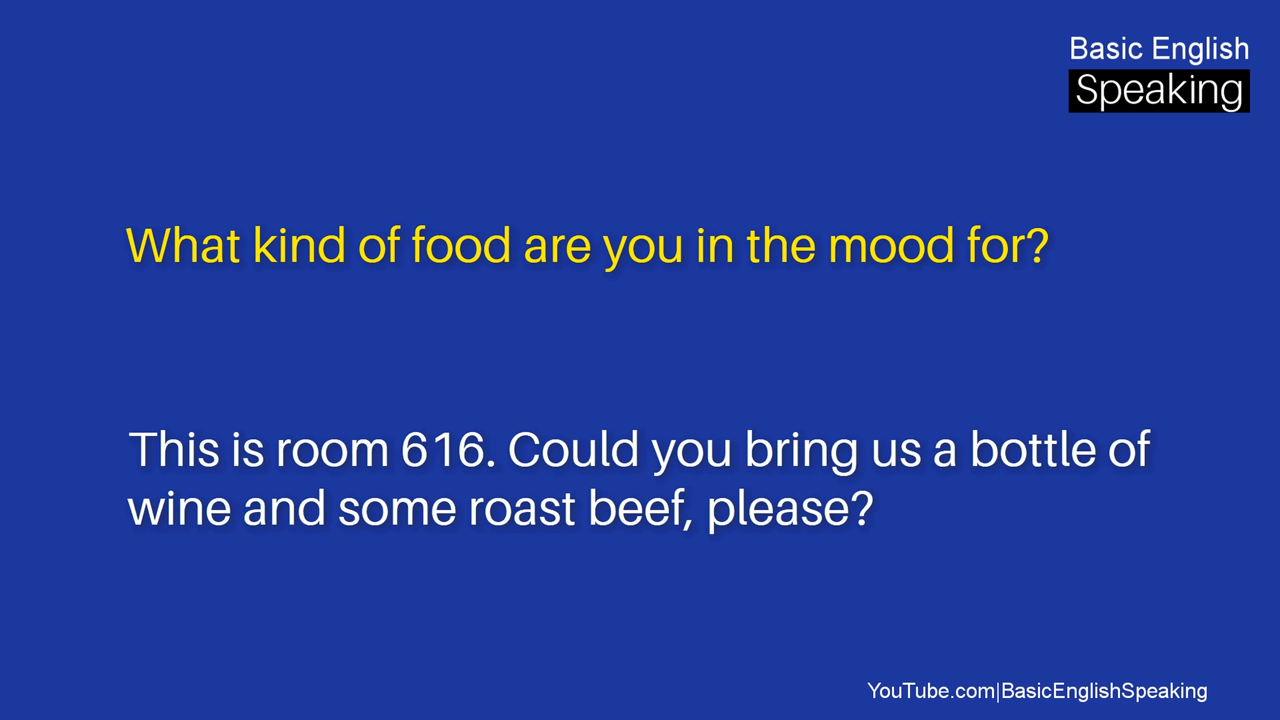 Basic English
Speaking
What kind of food are you in the mood for?
This is room 616. Could you bring us a bottle of
wine and some roast beef, please?
YouTube.com|BasicEnglishSpeaking